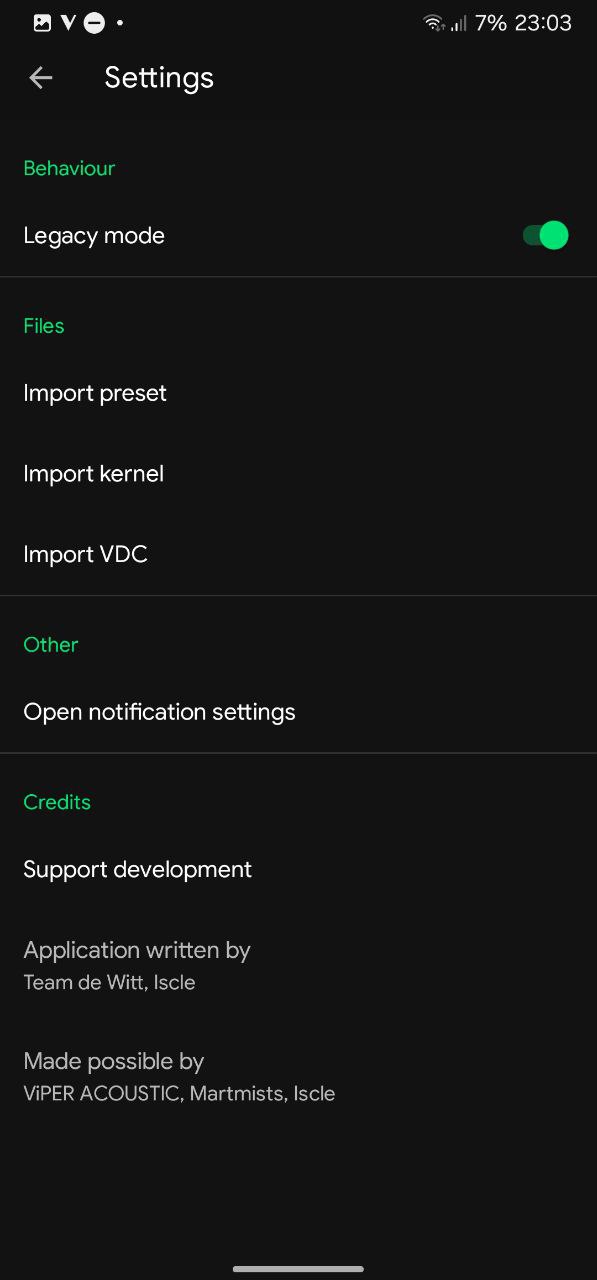 7% 23:03
Settings
Behaviour
Legacy mode
Files
Import preset
Import kernel
Import VDC
Other
Open notification settings
Credits
Support development
Application written by
Team de Witt, Iscle
Made possible by
ViPER ACOUSTIC, Martmists, Iscle